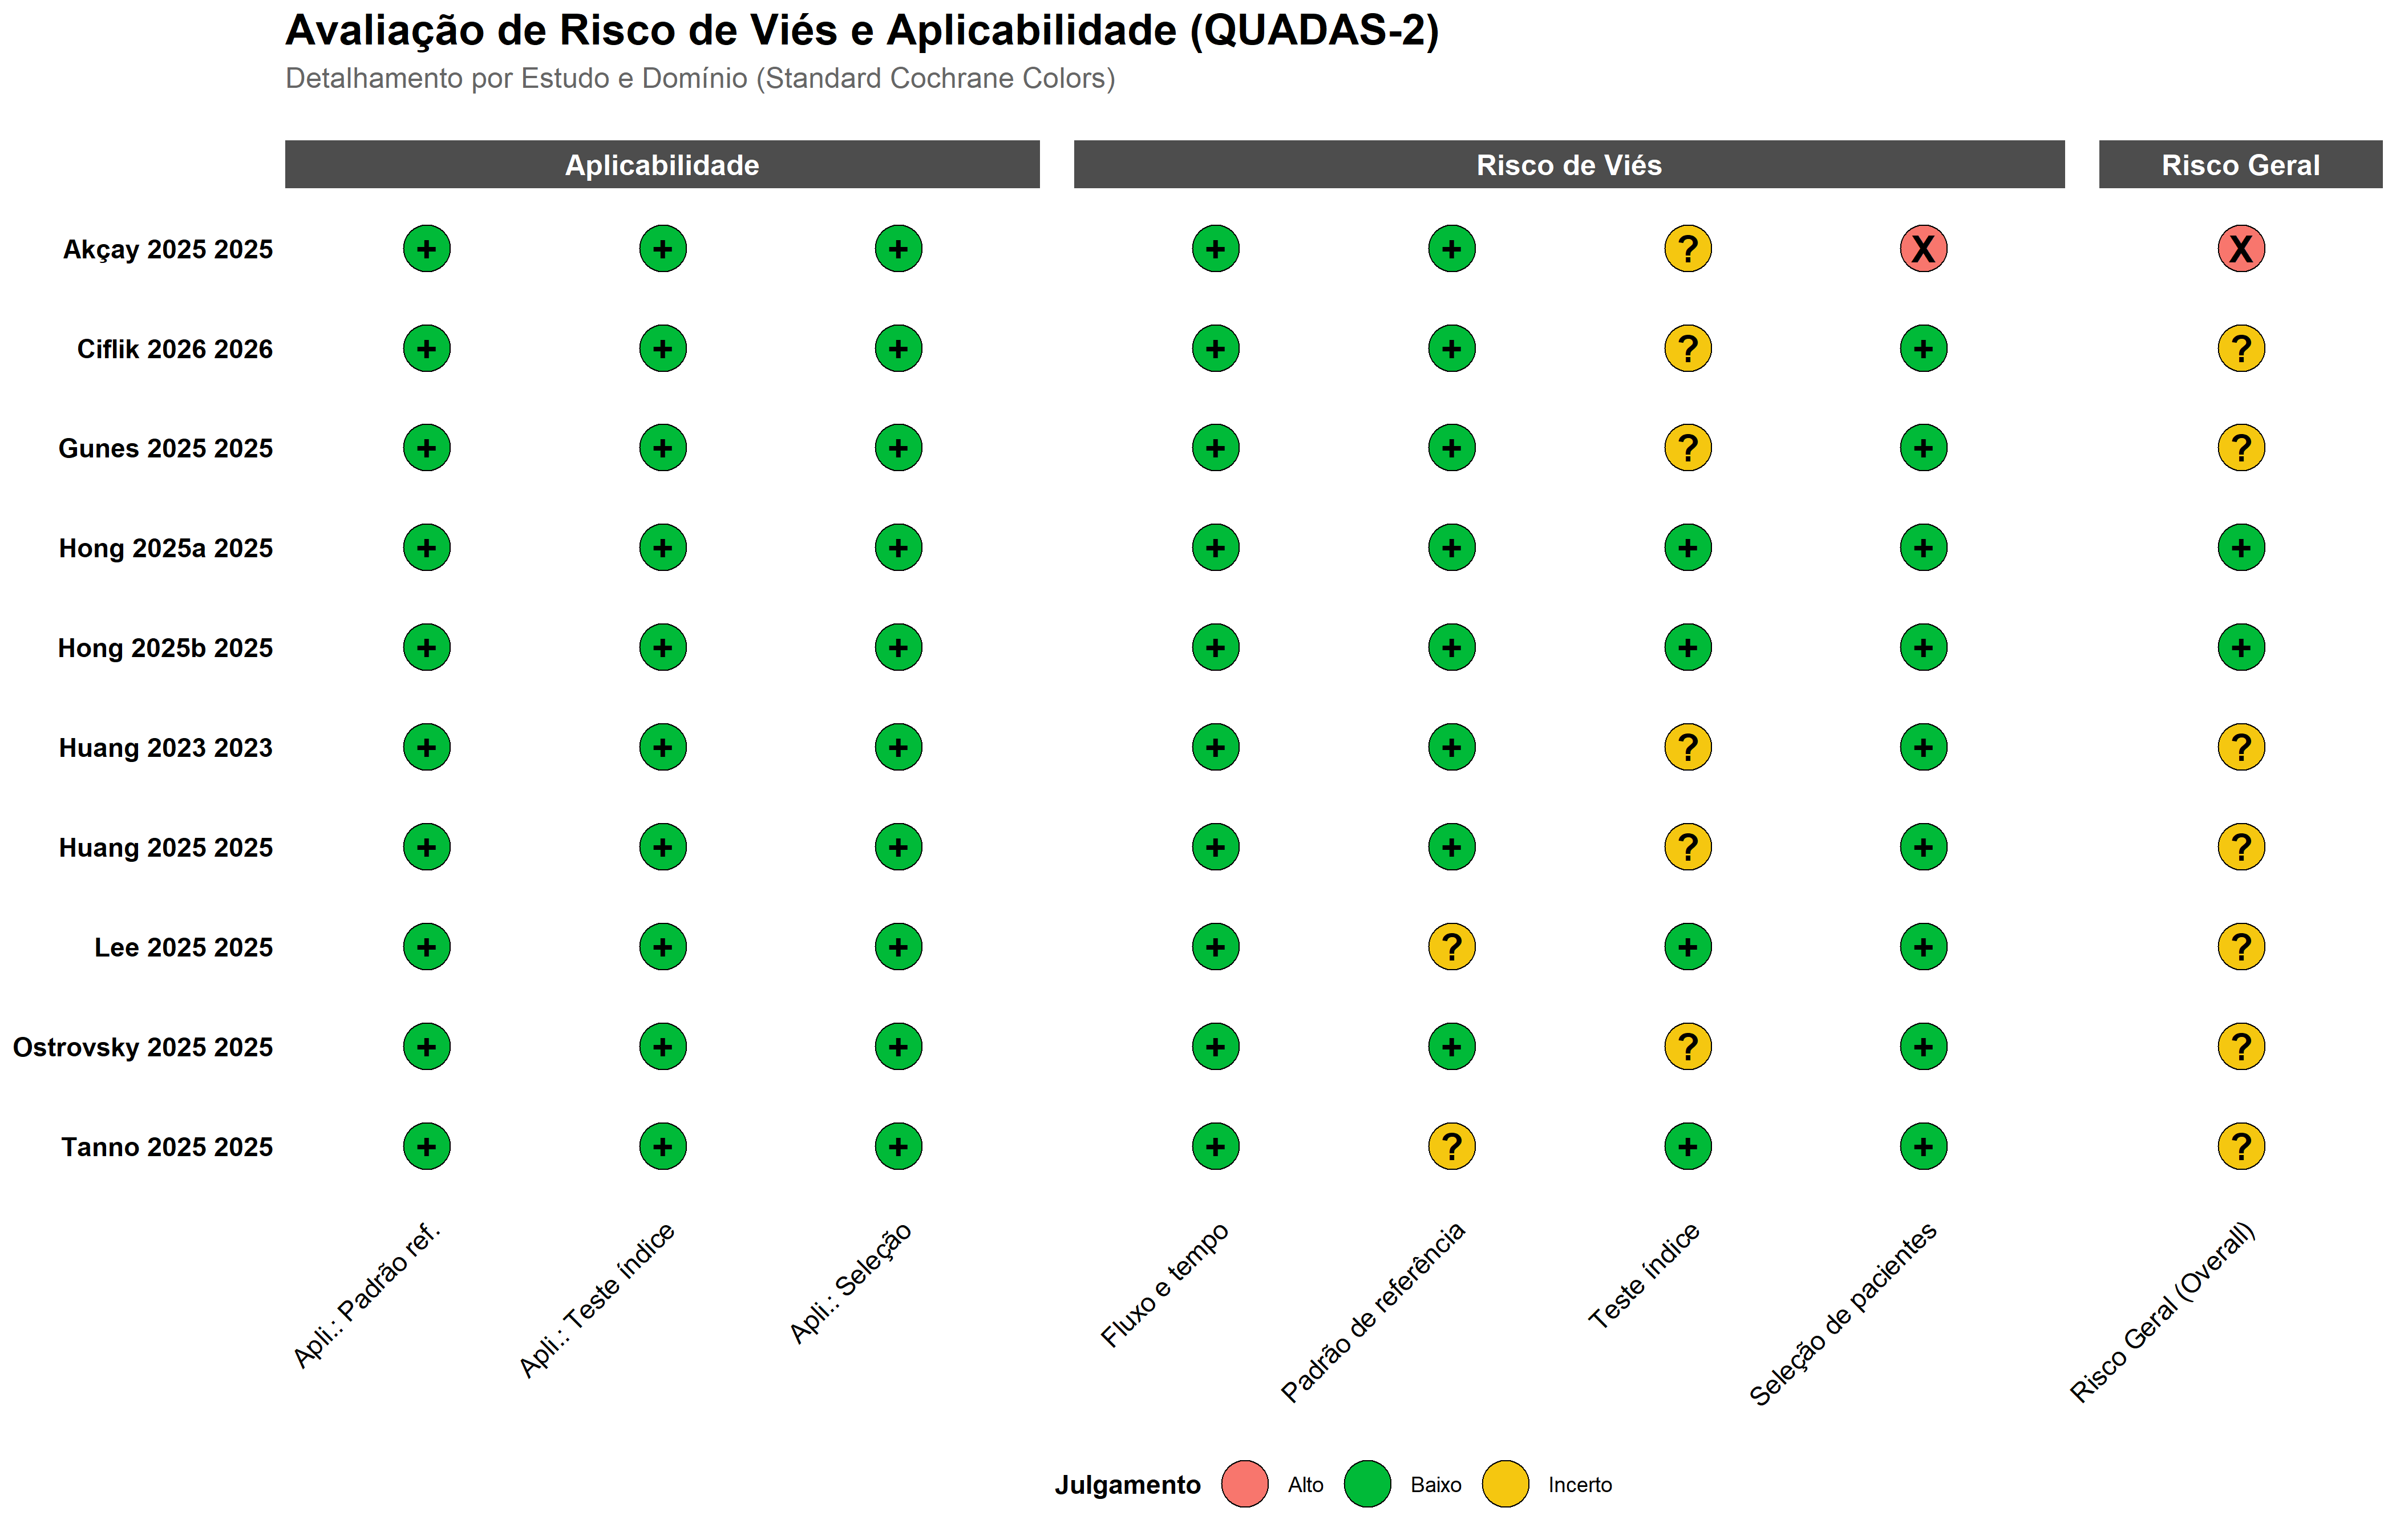 Avaliação de Risco de Viés e Aplicabilidade (QUADAS-2)
Detalhamento por Estudo e Domínio (Standard Cochrane Colors)
Aplicabilidade Risco de Viés Risco Geral
Akçay 2025 2025 + + + + + ? X X
Ciflik 2026 2026 + + + + + ? + ?
Gunes 2025 2025 + + + + + ? + ?
Hong 2025a 2025 + + + + + + + +
Hong 2025b 2025 + + + + + + + +
Huang 2023 2023 + + + + + ? + ?
Huang 2025 2025 + + + + + ? + ?
Lee 2025 2025 + + + + ? + + ?
Ostrovsky 2025 2025 + + + + + ? + ?
Tanno 2025 2025 + + + + ? + + ?
Apli.: Padrão ref.
Apli.: Teste índice
Apli.: Seleção
Fluxo e tempo
Padrão de referência
Teste índice
Seleção de pacientes
Risco Geral (Overall)
Julgamento Alto Baixo Incerto